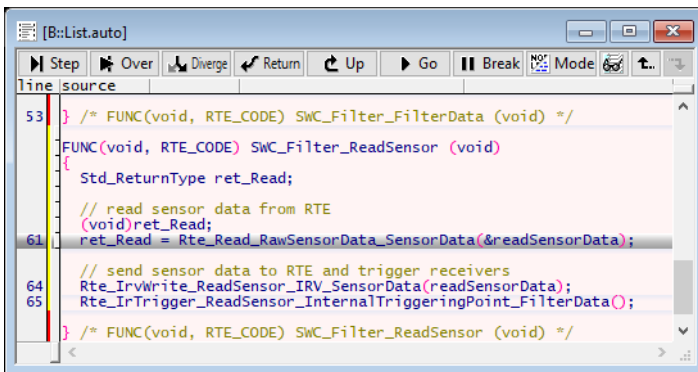 [B::List.auto]
Step Over Diverge Return Up Go Break Mode t..
line source
53 } /* FUNC(void, RTE_CODE) SWC_Filter_FilterData (void) */
FUNC(void, RTE_CODE) SWC_Filter_ReadSensor (void)
{
Std_ReturnType ret_Read;
// read sensor data from RTE
(void)ret_Read;
61 ret_Read = Rte_Read_RawSensorData_SensorData(&readSensorData);
// send sensor data to RTE and trigger receivers
64 Rte_IrvWrite_ReadSensor_IRV_SensorData(readSensorData);
65 Rte_IrTrigger_ReadSensor_InternalTriggeringPoint_FilterData();
} /* FUNC(void, RTE_CODE) SWC_Filter_ReadSensor (void) */